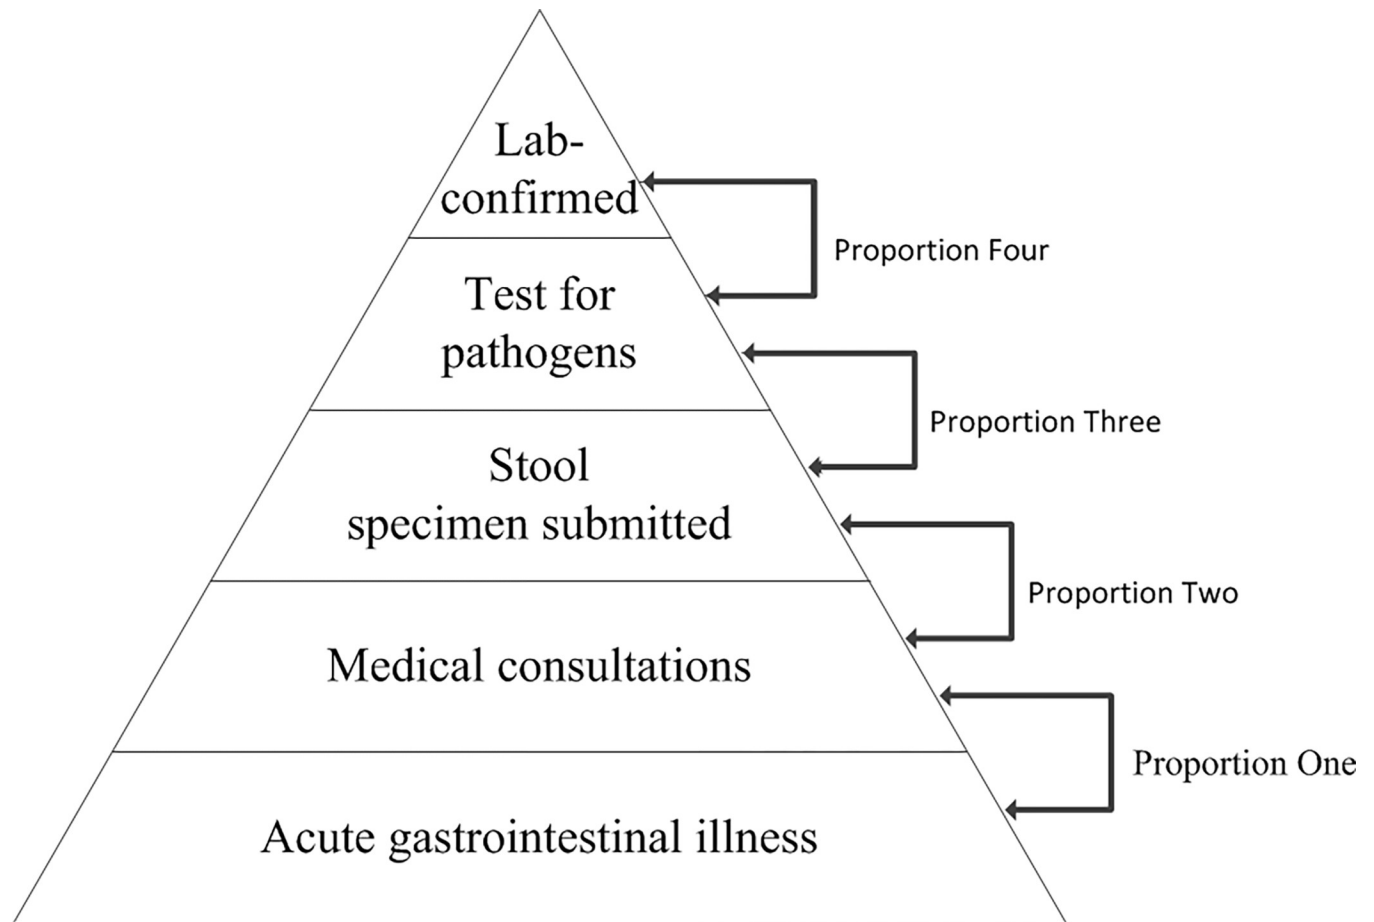 Lab-
confirmed
Proportion Four
Test for
pathogens
Proportion Three
Stool
specimen submitted
Proportion Two
Medical consultations
Proportion One
Acute gastrointestinal illness